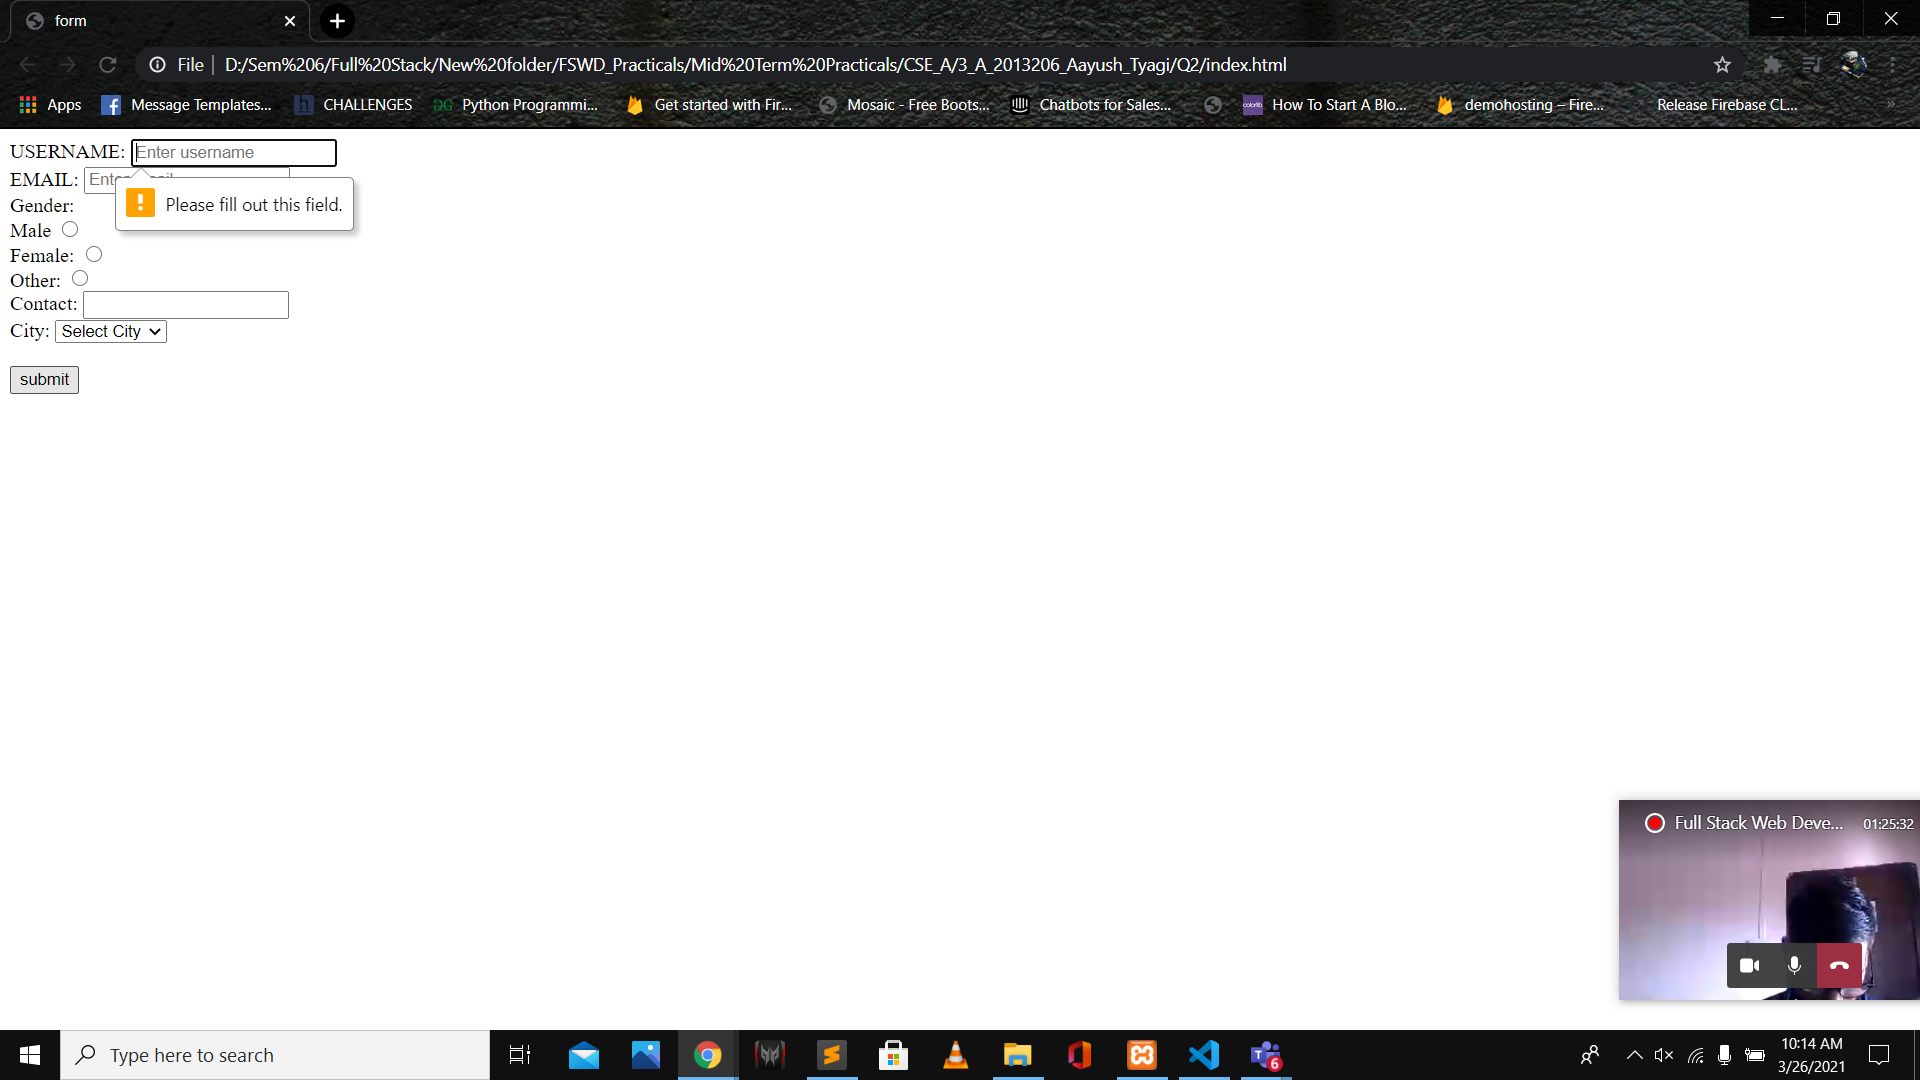 form
File
D:/Sem%206/Full%20Stack/New%20folder/FSWD_Practicals/Mid%20Term%20Practicals/CSE_A/3_A_2013206_Aayush_Tyagi/Q2/index.html
Apps
Message Templates...
CHALLENGES
Python Programmi...
Get started with Fir...
Mosaic - Free Boots...
Chatbots for Sales...
How To Start A Blo...
demohosting – Fire...
Release Firebase CL...
USERNAME: Enter username
EMAIL:
Please fill out this field.
Gender:
Male
Female:
Other:
Contact:
City: Select City
submit
Full Stack Web Deve... 01:25:32
Type here to search
6
10:14 AM
3/26/2021